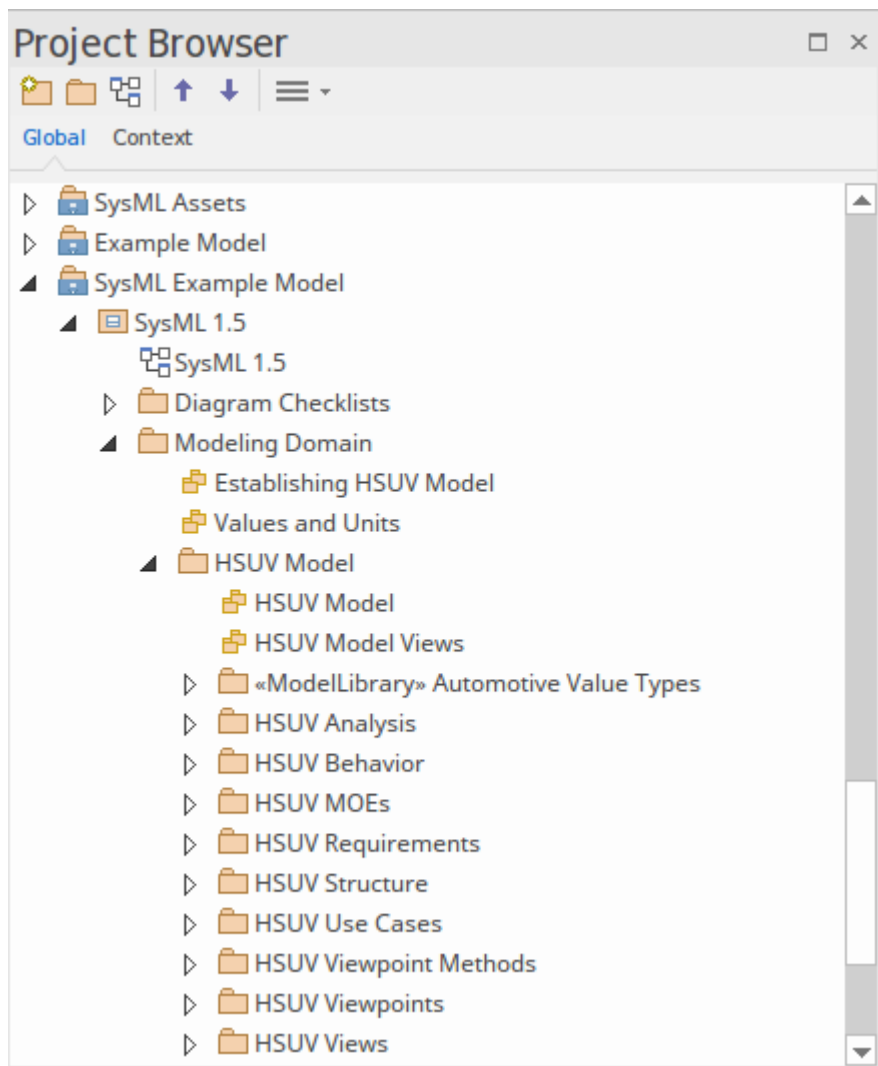 Project Browser
Global Context
SysML Assets
Example Model
SysML Example Model
SysML 1.5
SysML 1.5
Diagram Checklists
Modeling Domain
Establishing HSUV Model
Values and Units
HSUV Model
HSUV Model
HSUV Model Views
«ModelLibrary» Automotive Value Types
HSUV Analysis
HSUV Behavior
HSUV MOEs
HSUV Requirements
HSUV Structure
HSUV Use Cases
HSUV Viewpoint Methods
HSUV Viewpoints
HSUV Views